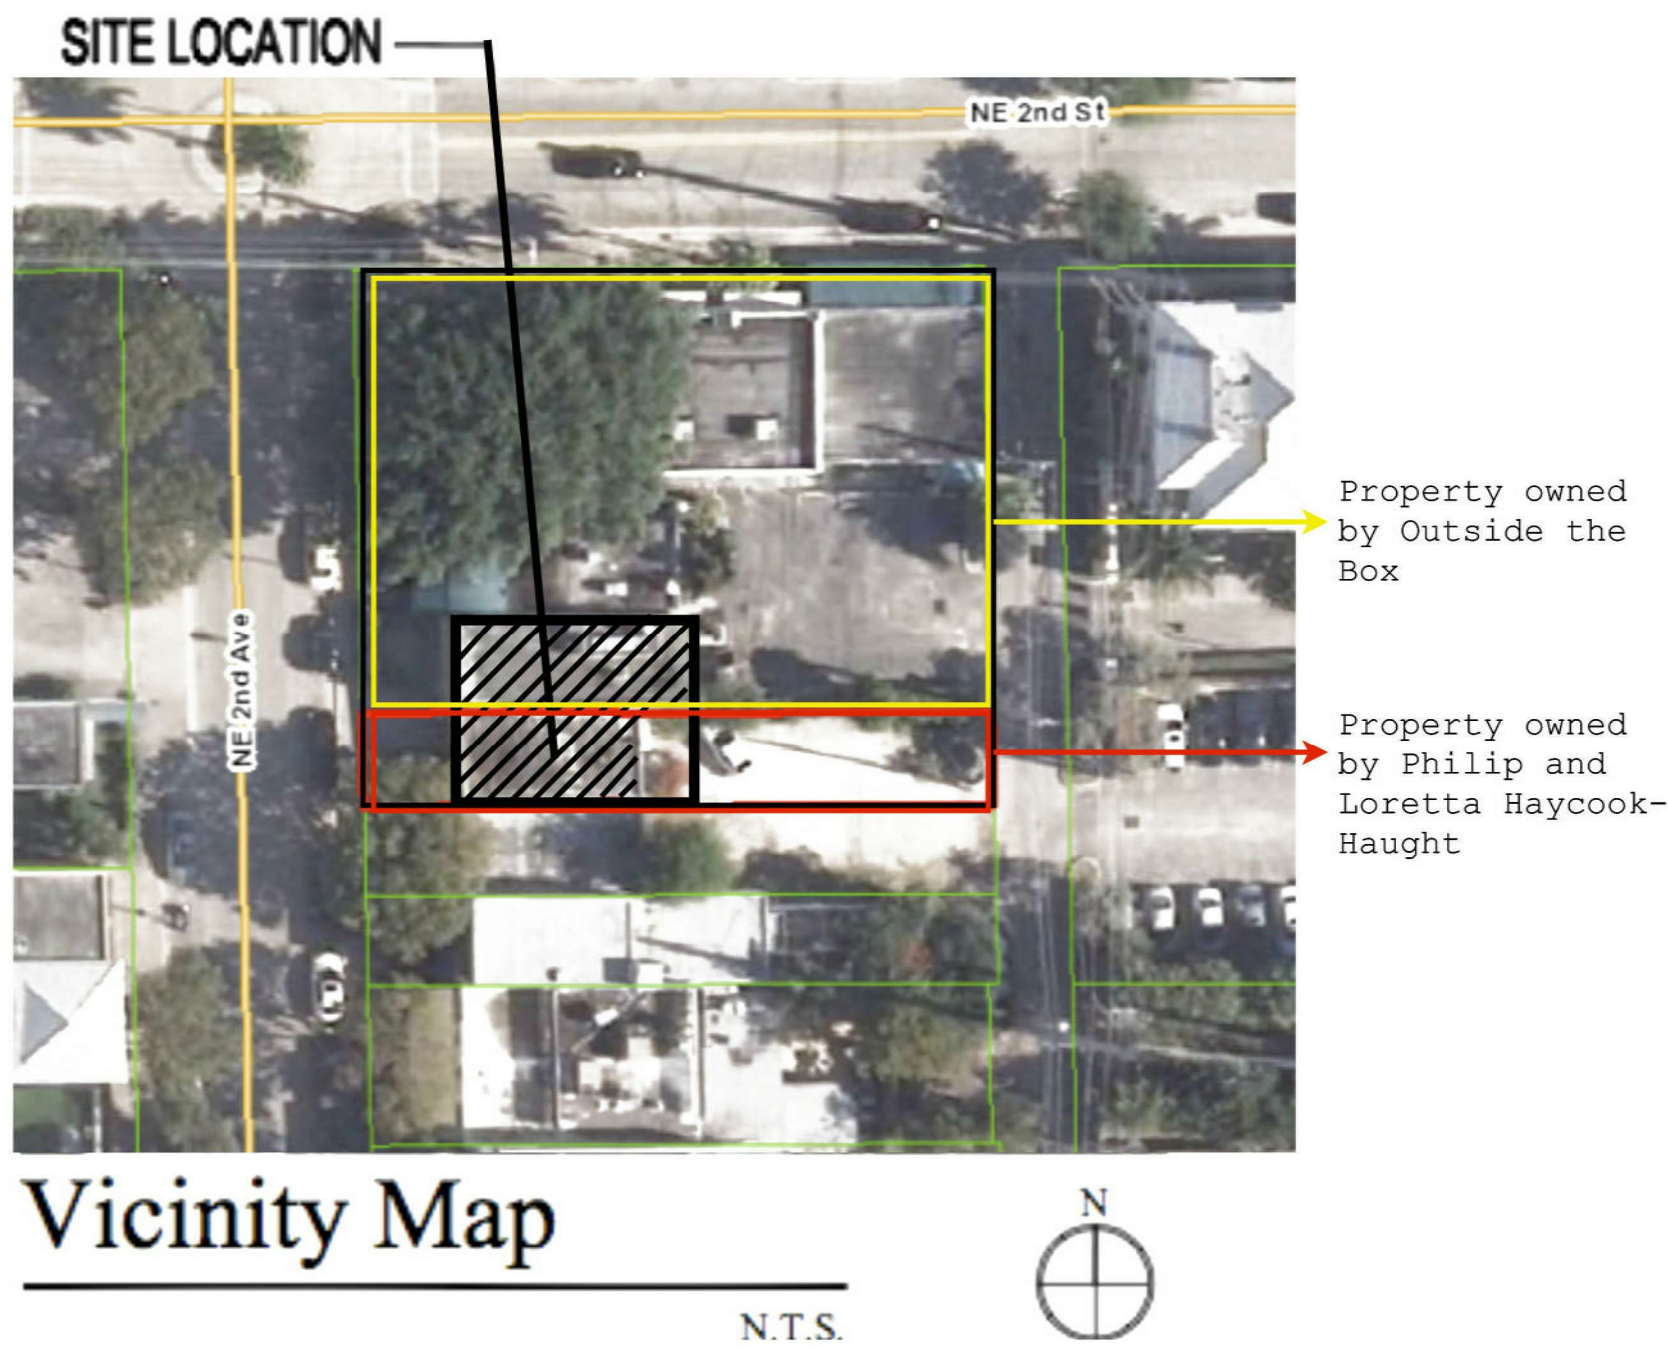 SITE LOCATION
NE 2nd St
Property owned
by Outside the
Box
NE 2nd Ave
Property owned
by Philip and
Loretta Haycook-
Haught
Vicinity Map
N
N.T.S.